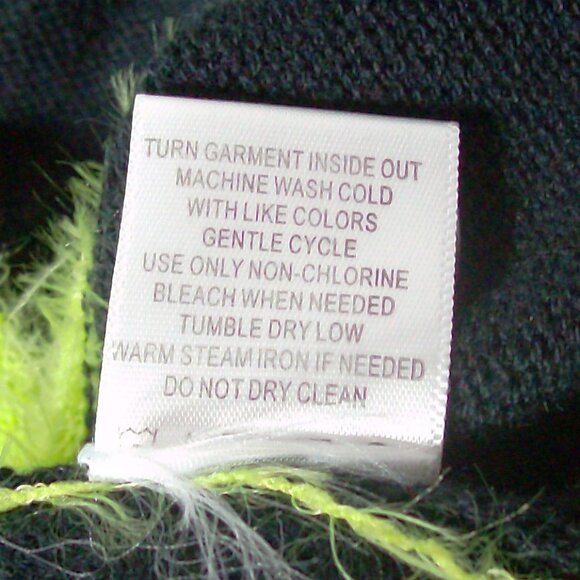 TURN GARMENT INSIDE OUT
MACHINE WASH COLD
WITH LIKE COLORS
GENTLE CYCLE
USE ONLY NON-CHLORINE
BLEACH WHEN NEEDED
TUMBLE DRY LOW
WARM STEAM IRON IF NEEDED
DO NOT DRY CLEAN